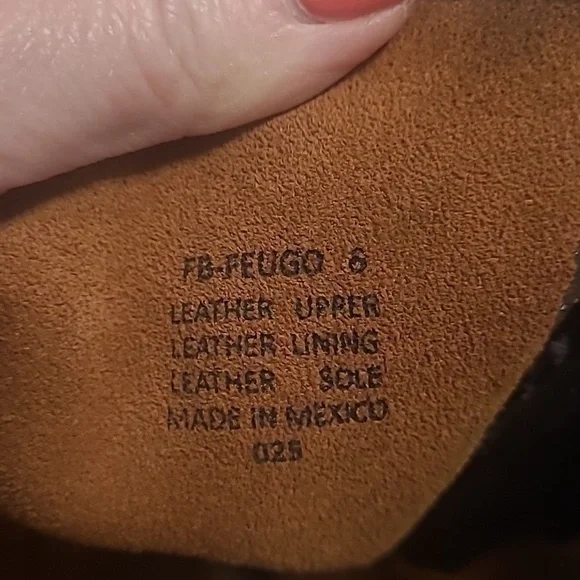 FB-FEUGO 6
LEATHER UPPER
LEATHER LINING
LEATHER SOLE
MADE IN MEXICO
025